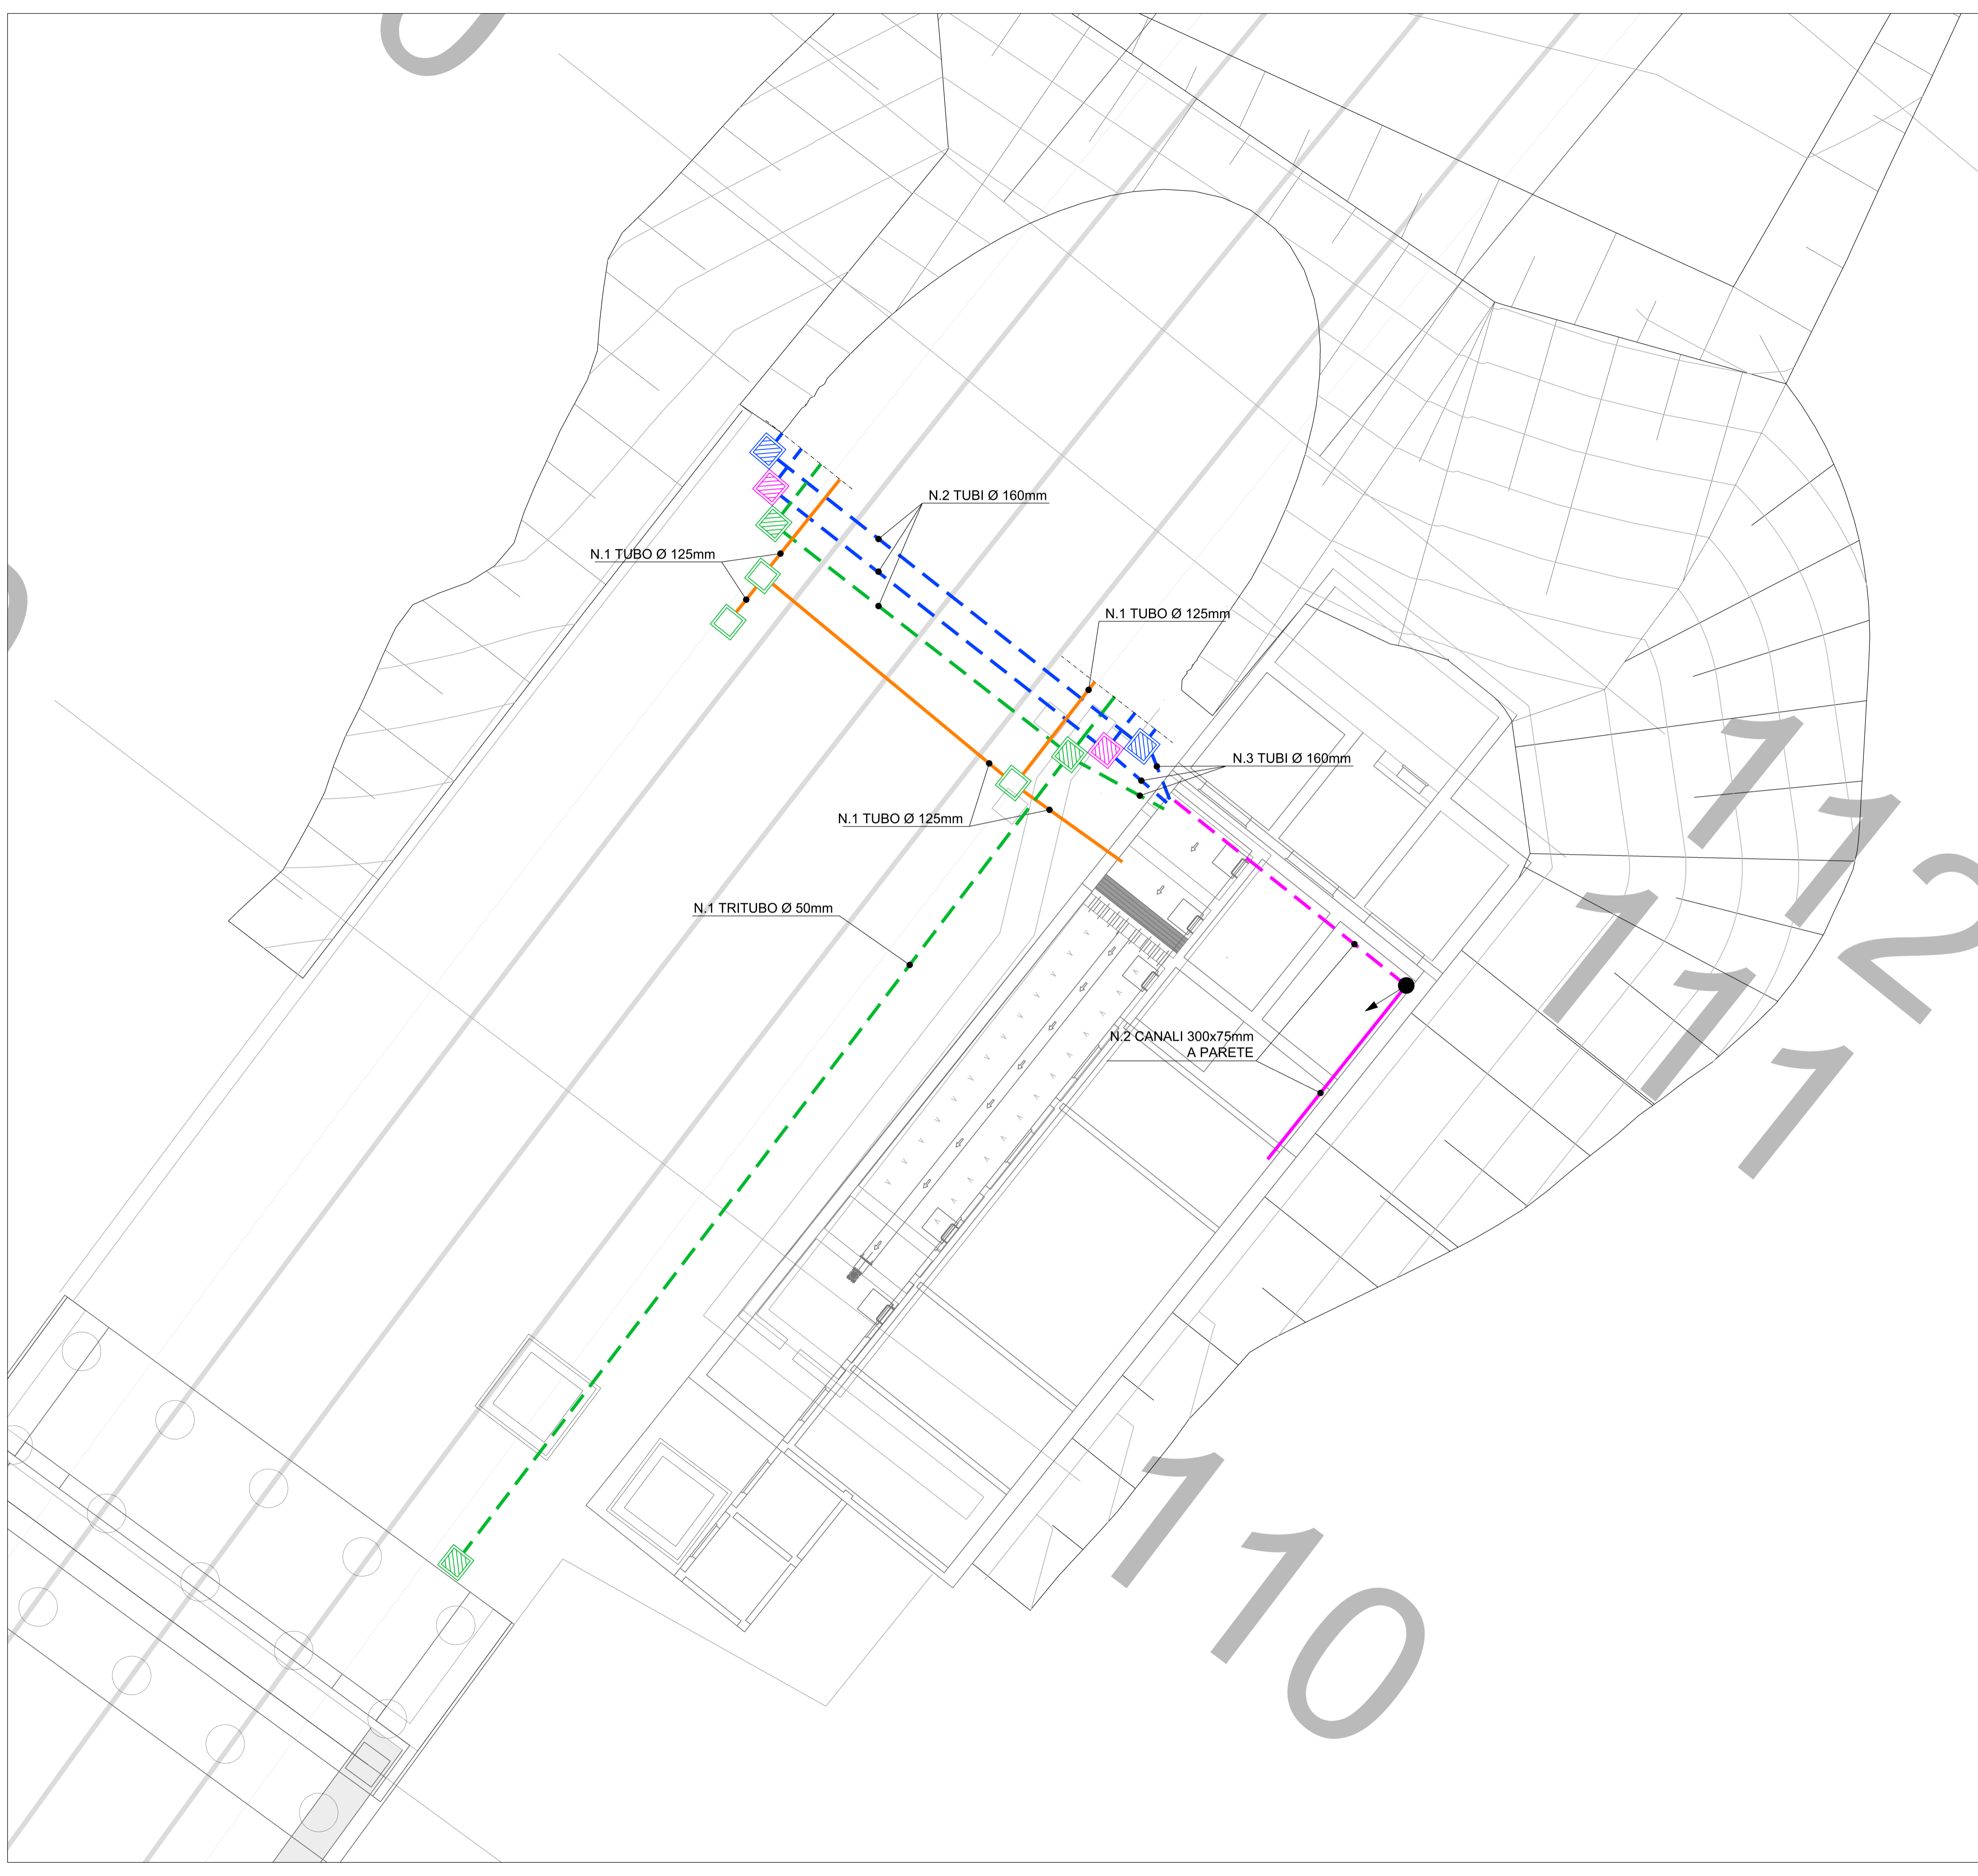 N.2 TUBI Ø 160mm
N.1 TUBO Ø 125mm
N.1 TUBO Ø 125mm
N.3 TUBI Ø 160mm
N.1 TUBO Ø 125mm
N.1 TRITUBO Ø 50mm
N.2 CANALI 300x75mm
A PARETE
112
111
110